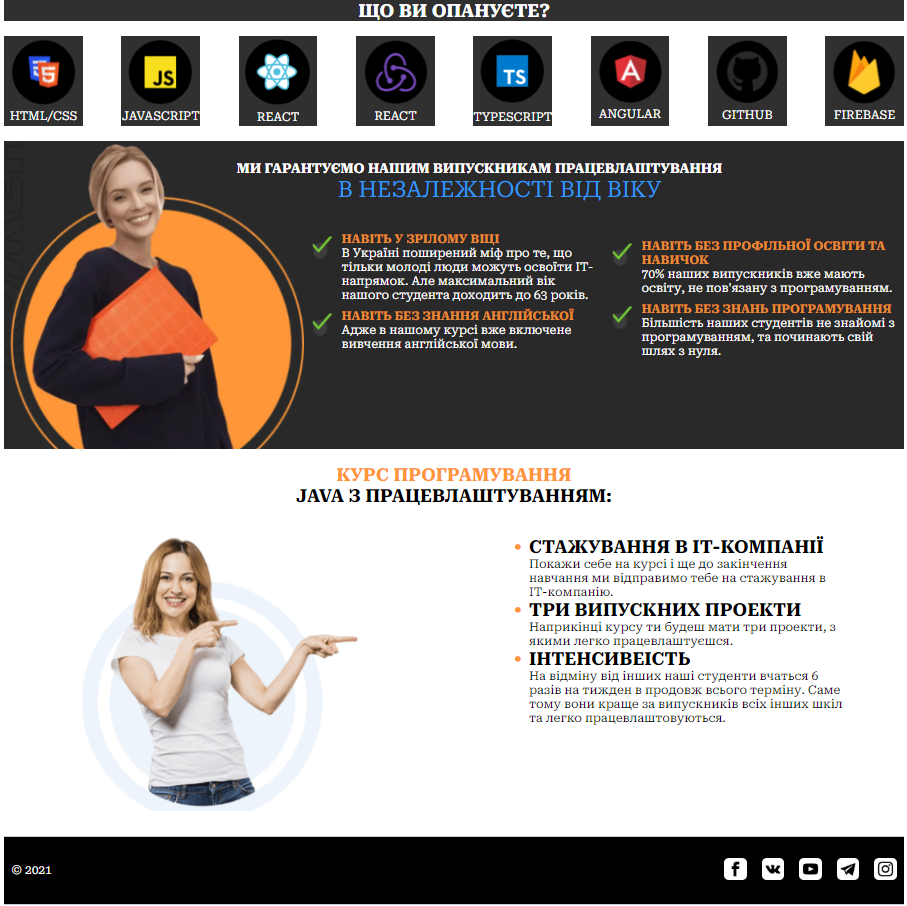 ЩО ВИ ОПАНУЄТЕ?
HTML/CSS
JAVASCRIPT
REACT
REACT
TYPESCRIPT
ANGULAR
GITHUB
FIREBASE
JS
TS
МИ ГАРАНТУЄМО НАШИМ ВИПУСКНИКАМ ПРАЦЕВЛАШТУВАННЯ
В НЕЗАЛЕЖНОСТІ ВІД ВІКУ
НАВІТЬ У ЗРІЛОМУ ВІЦІ
В Україні поширений міф про те, що
тільки молоді люди можуть освоїти IT-
напрямок. Але максимальний вік
нашого студента доходить до 63 років.
НАВІТЬ БЕЗ ЗНАННЯ АНГЛІЙСЬКОЇ
Адже в нашому курсі вже включене
вивчення англійської мови.
НАВІТЬ БЕЗ ПРОФІЛЬНОЇ ОСВІТИ ТА
НАВИЧОК
70% наших випускників вже мають
освіту, не пов'язану з програмуванням.
НАВІТЬ БЕЗ ЗНАНЬ ПРОГРАМУВАННЯ
Більшість наших студентів не знайомі з
програмуванням, та починають свій
шлях з нуля.
КУРС ПРОГРАМУВАННЯ
JAVA З ПРАЦЕВЛАШТУВАННЯМ:
СТАЖУВАННЯ В ІТ-КОМПАНІЇ
Покажи себе на курсі і ще до закінчення
навчання ми відправимо тебе на стажування в
ІТ-компанію.
ТРИ ВИПУСКНИХ ПРОЕКТИ
Наприкінці курсу ти будеш мати три проекти, з
якими легко працевлаштуєшся.
ІНТЕНСИВЕІСТЬ
На відміну від інших наші студенти вчаться 6
разів на тижден в продовж всього терміну. Саме
тому вони краще за випускників всіх інших шкіл
та легко працевлаштовуються.
© 2021